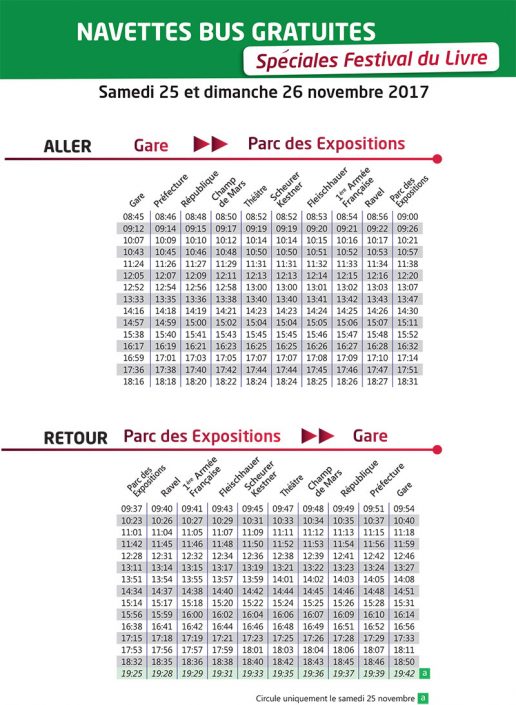 NAVETTES BUS GRATUITES
Spéciales Festival du Livre
Samedi 25 et dimanche 26 novembre 2017
ALLER Gare Parc des Expositions
Gare Préfecture République Champ de Mars Théâtre Scheurer Kestner Fleischhauer 1ère Armée Française Ravel Parc des Expositions
08:45 08:46 08:48 08:50 08:52 08:52 08:53 08:54 08:56 09:00
09:12 09:14 09:15 09:17 09:19 09:19 09:20 09:21 09:22 09:26
10:07 10:09 10:10 10:12 10:14 10:14 10:15 10:16 10:17 10:21
10:43 10:45 10:46 10:48 10:50 10:50 10:51 10:52 10:53 10:57
11:24 11:26 11:27 11:29 11:31 11:31 11:32 11:33 11:34 11:38
12:05 12:07 12:09 12:11 12:13 12:13 12:14 12:15 12:16 12:20
12:52 12:54 12:56 12:58 13:00 13:00 13:01 13:02 13:03 13:07
13:33 13:35 13:36 13:38 13:40 13:40 13:41 13:42 13:43 13:47
14:16 14:18 14:19 14:21 14:23 14:23 14:24 14:25 14:26 14:30
14:57 14:59 15:00 15:02 15:04 15:04 15:05 15:06 15:07 15:11
15:38 15:40 15:41 15:43 15:45 15:45 15:46 15:47 15:48 15:52
16:17 16:19 16:21 16:23 16:25 16:25 16:26 16:27 16:28 16:32
16:59 17:01 17:03 17:05 17:07 17:07 17:08 17:09 17:10 17:14
17:36 17:38 17:40 17:42 17:44 17:44 17:45 17:46 17:47 17:51
18:16 18:18 18:20 18:22 18:24 18:24 18:25 18:26 18:27 18:31
RETOUR Parc des Expositions Gare
Parc des Expositions Ravel 1ère Armée Française Fleischhauer Scheurer Kestner Théâtre Champ de Mars République Préfecture Gare
09:37 09:40 09:41 09:43 09:45 09:47 09:48 09:49 09:51 09:54
10:23 10:26 10:27 10:29 10:31 10:33 10:34 10:35 10:37 10:40
11:01 11:04 11:05 11:07 11:09 11:11 11:12 11:13 11:15 11:18
11:42 11:45 11:46 11:48 11:50 11:52 11:53 11:54 11:56 11:59
12:28 12:31 12:32 12:34 12:36 12:38 12:39 12:41 12:42 12:46
13:11 13:14 13:15 13:17 13:19 13:21 13:22 13:23 13:24 13:27
13:51 13:54 13:55 13:57 13:59 14:01 14:02 14:03 14:05 14:08
14:34 14:37 14:38 14:40 14:42 14:44 14:45 14:46 14:48 14:51
15:14 15:17 15:18 15:20 15:22 15:24 15:25 15:26 15:28 15:31
15:56 15:59 16:00 16:02 16:04 16:06 16:07 16:09 16:10 16:14
16:38 16:41 16:42 16:44 16:46 16:48 16:49 16:51 16:52 16:56
17:15 17:18 17:19 17:21 17:23 17:25 17:26 17:28 17:29 17:33
17:53 17:56 17:57 17:59 18:01 18:03 18:04 18:06 18:07 18:11
18:32 18:35 18:36 18:38 18:40 18:42 18:43 18:45 18:46 18:50
19:25 19:28 19:29 19:31 19:33 19:35 19:36 19:37 19:39 19:42 a
Circule uniquement le samedi 25 novembre a